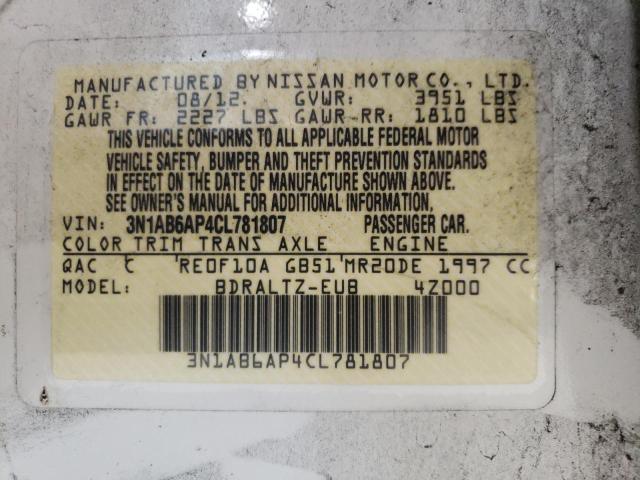 MANUFACTURED BY NISSAN MOTOR CO., LTD.
DATE: 08/12. GVWR: 3951 LBS
GAWR FR: 2227 LBS GAWR-RR: 1810 LBS
THIS VEHICLE CONFORMS TO ALL APPLICABLE FEDERAL MOTOR
VEHICLE SAFETY, BUMPER AND THEFT PREVENTION STANDARDS
IN EFFECT ON THE DATE OF MANUFACTURE SHOWN ABOVE.
SEE OWNER'S MANUAL FOR ADDITIONAL INFORMATION.
VIN: 3N1AB6AP4CL781807 PASSENGER CAR.
COLOR TRIM TRANS AXLE ENGINE
QAC C RE0F10A GB51 MR20DE 1997 CC
MODEL: BDRALTZ-EUB 4Z000
3N1AB6AP4CL781807